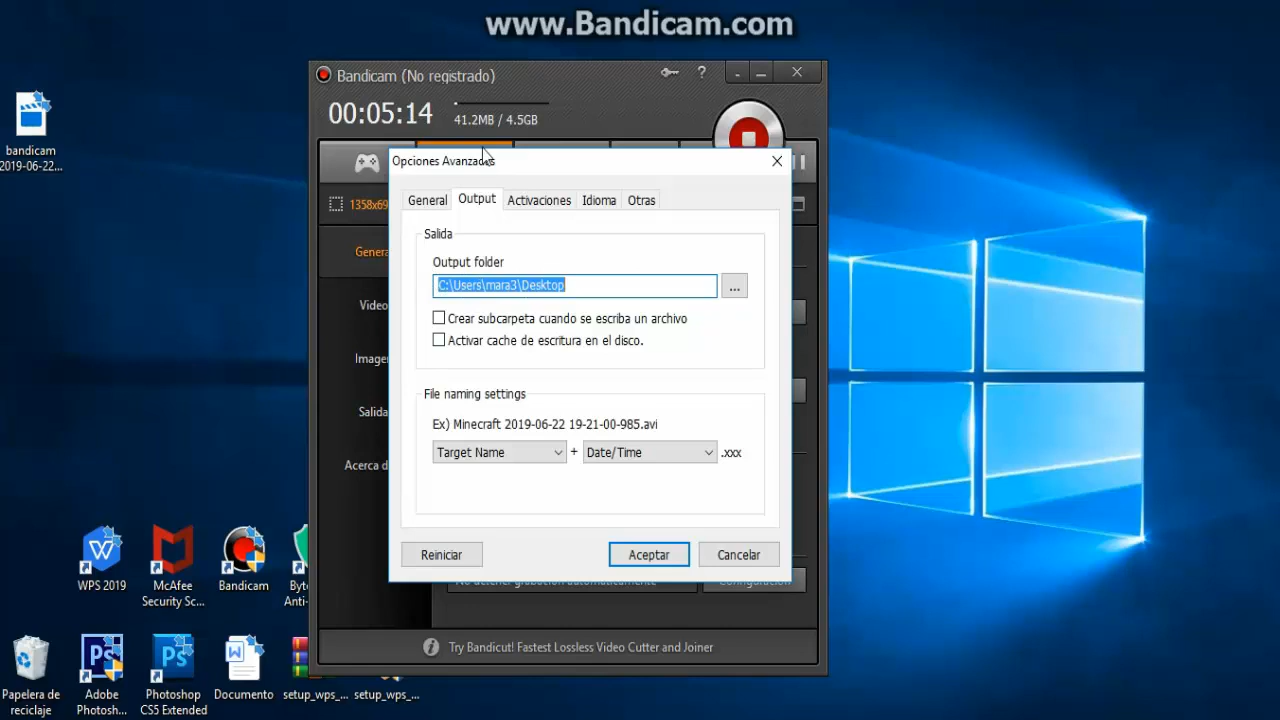 www.Bandicam.com
Bandicam (No registrado)
?
00:05:14
41.2MB / 4.5GB
bandicam
2019-06-22...
Opciones Avanzadas
1358x69
General
Output
Activaciones
Idioma
Otras
Salida
Output folder
C:\Users\mara3\Desktop
...
Crear subcarpeta cuando se escriba un archivo
Activar cache de escritura en el disco.
File naming settings
Ex) Minecraft 2019-06-22 19-21-00-985.avi
Target Name
+
Date/Time
.xxx
Reiniciar
Aceptar
Cancelar
Genera
Video
Imagen
Salida
Acerca d
No detener grabación automáticamente
Configuración
Try Bandicut! Fastest Lossless Video Cutter and Joiner
WPS 2019
McAfee
Security Sc...
Bandicam
Byt
Anti-
Papelera de
reciclaje
Adobe
Photosh...
Photoshop
CS5 Extended
Documento
setup_wps_...
setup_wps_...